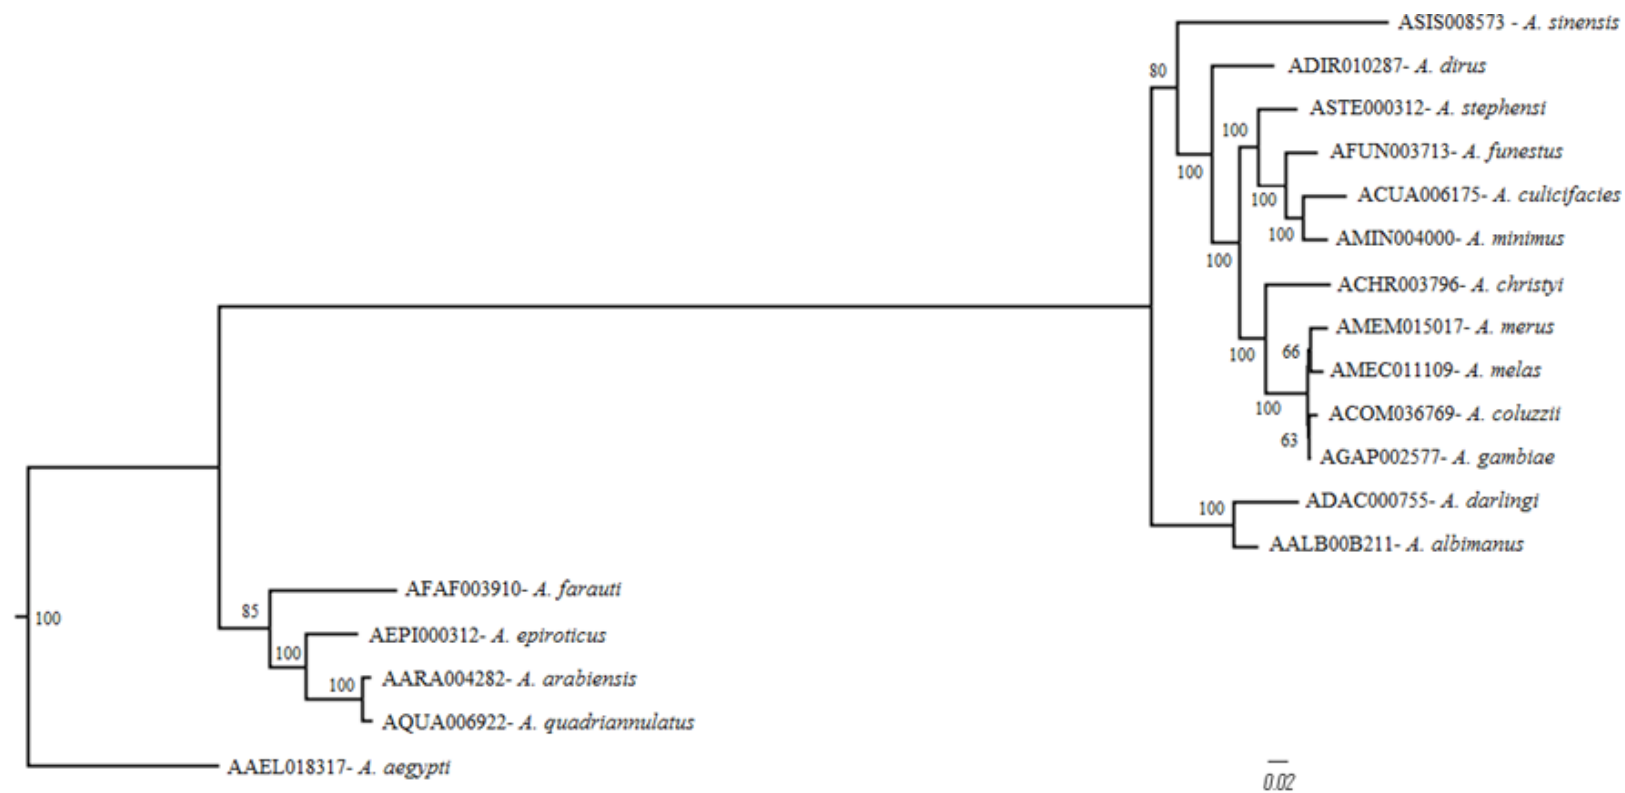 ASIS008573 - A. sinensis
80
ADIR010287- A. dirus
ASTE000312- A. stephensi
100
AFUN003713- A. funestus
100
ACUA006175- A. culicifacies
100
AMIN004000- A. minimus
100
100
ACHR003796- A. christyi
AMEM015017- A. merus
66
100
AMEC011109- A. melas
100
ACOM036769- A. coluzzii
63
AGAP002577- A. gambiae
ADAC000755- A. darlingi
100
AALB00B211- A. albimanus
AFAF003910- A. farauti
85
100
AEPI000312- A. epiroticus
100
AARA004282- A. arabiensis
100
AQUA006922- A. quadriannulatus
AAEL018317- A. aegypti
0.02